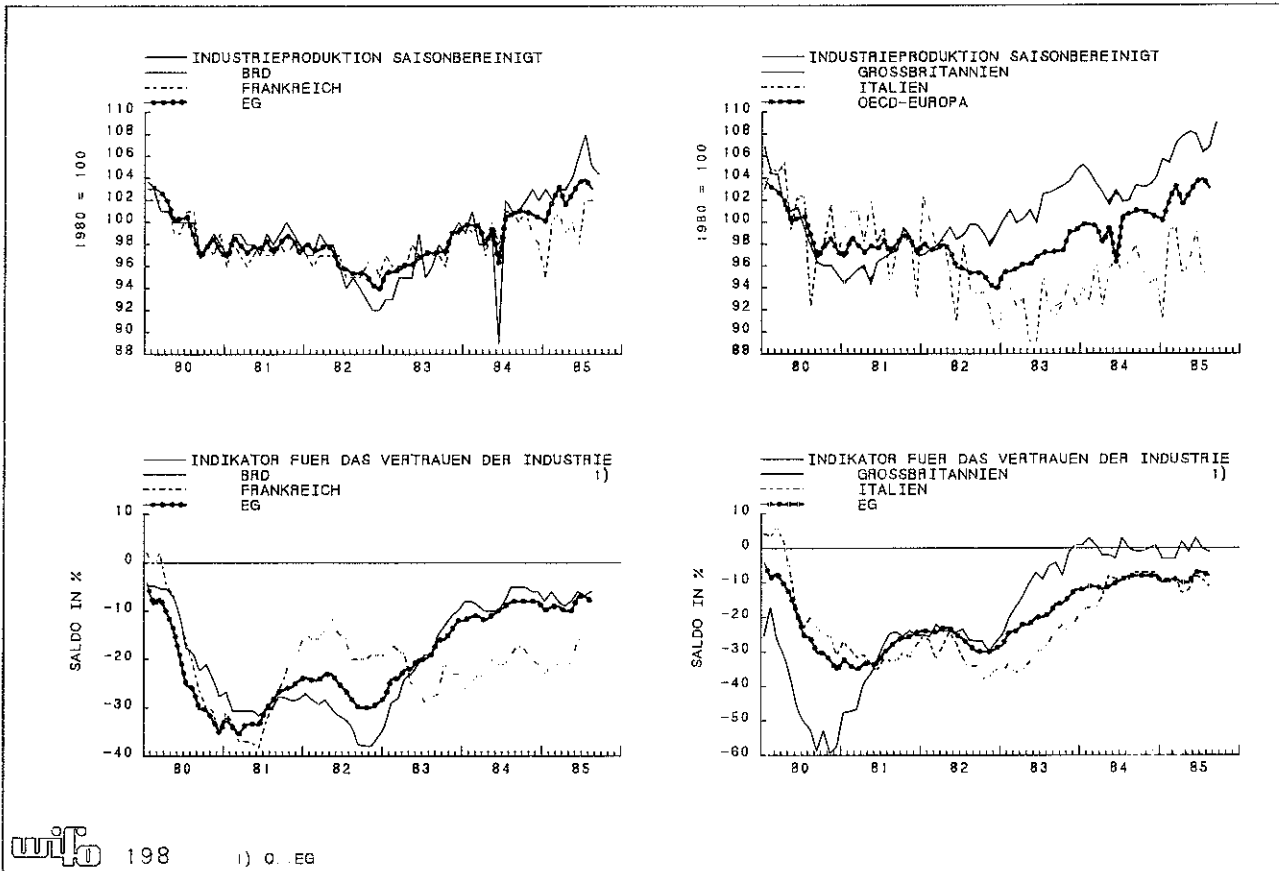 INDUSTRIEPRODUKTION SAISONBEREINIGT
BRD
FRANKREICH
EG
1980 = 100
110
108
106
104
102
100
98
96
94
92
90
88
80 81 82 83 84 85
INDUSTRIEPRODUKTION SAISONBEREINIGT
GROSSBRITANNIEN
ITALIEN
OECD-EUROPA
1980 = 100
110
108
106
104
102
100
98
96
94
92
90
88
80 81 82 83 84 85
INDIKATOR FUER DAS VERTRAUEN DER INDUSTRIE
BRD 1)
FRANKREICH
EG
SALDO IN %
10
0
-10
-20
-30
-40
80 81 82 83 84 85
INDIKATOR FUER DAS VERTRAUEN DER INDUSTRIE
GROSSBRITANNIEN 1)
ITALIEN
EG
SALDO IN %
10
0
-10
-20
-30
-40
-50
-60
80 81 82 83 84 85
wifo 198 1) Q. EG